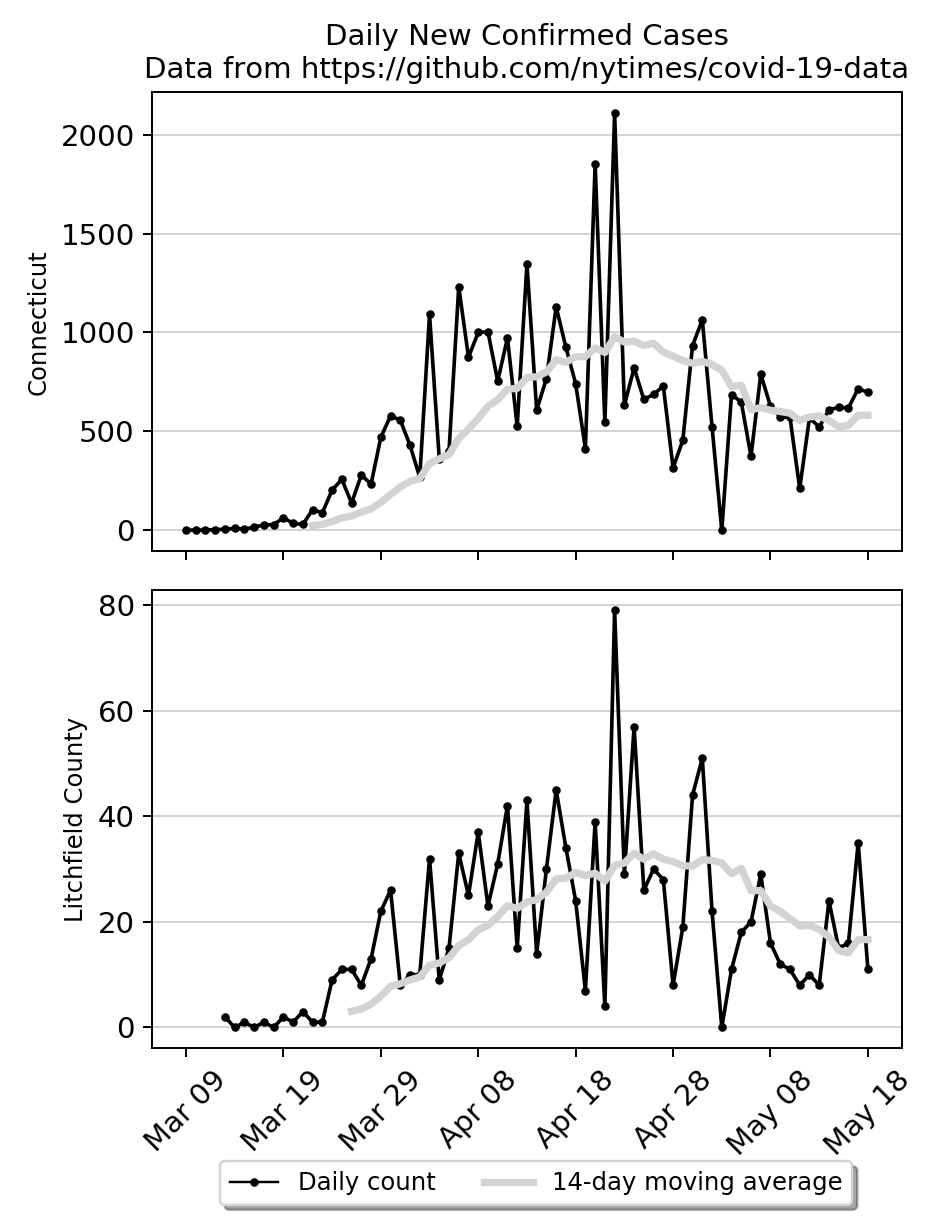 Daily New Confirmed Cases
Data from https://github.com/nytimes/covid-19-data
Connecticut
2000
1500
1000
500
0
Litchfield County
80
60
40
20
0
Mar 09
Mar 19
Mar 29
Apr 08
Apr 18
Apr 28
May 08
May 18
Daily count
14-day moving average